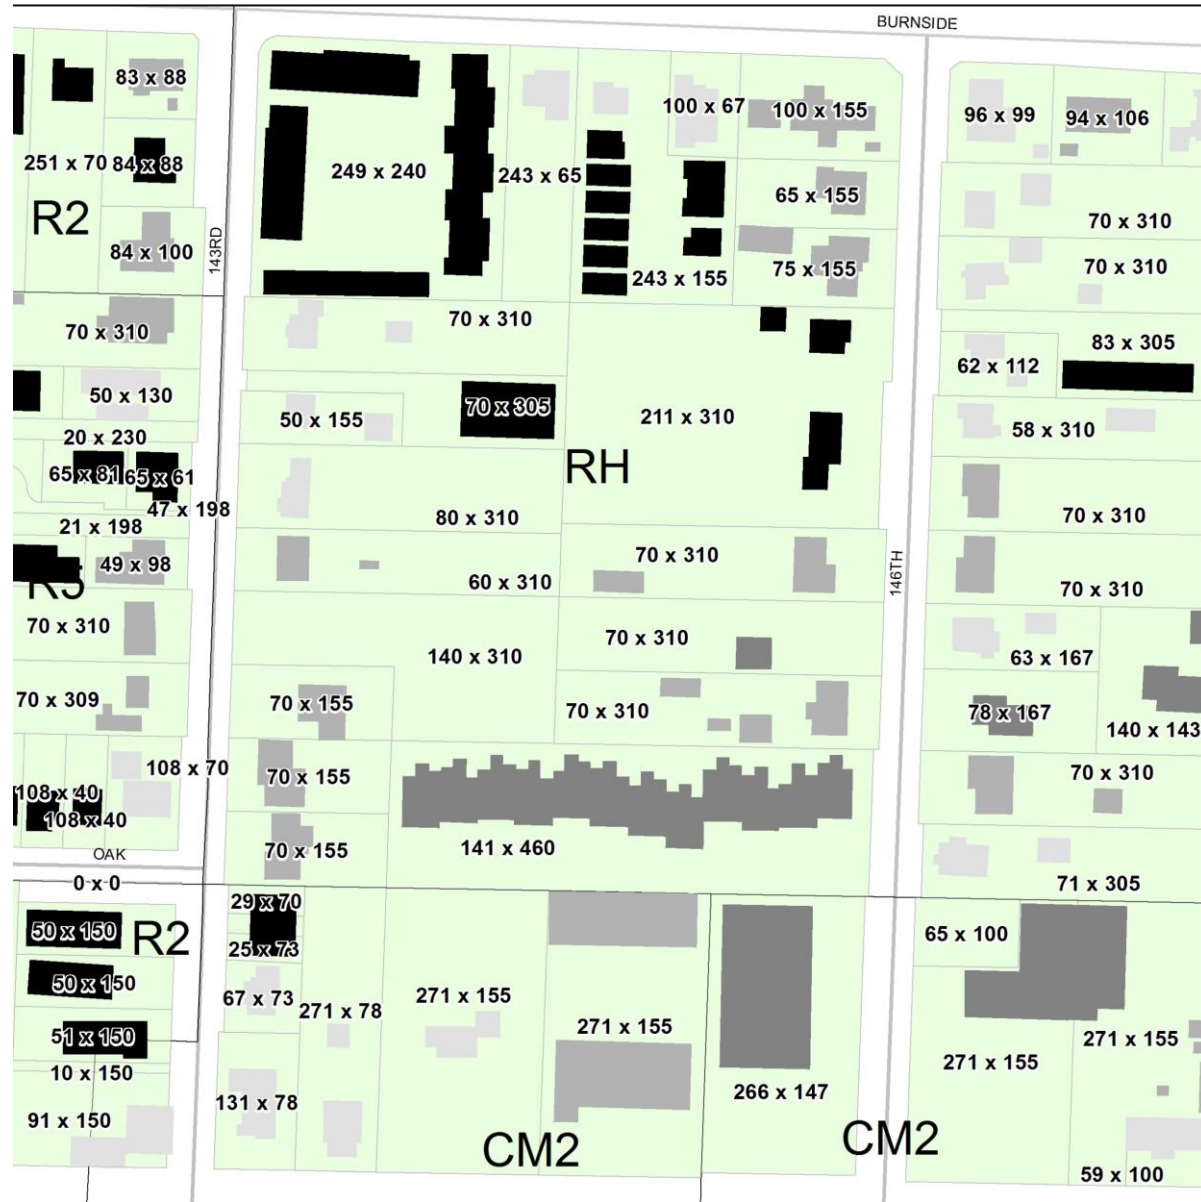 BURNSIDE
83 x 88
100 x 67
100 x 155
96 x 99
94 x 106
251 x 70
84 x 88
249 x 240
243 x 65
65 x 155
70 x 310
R2
143RD
84 x 100
243 x 155
75 x 155
70 x 310
70 x 310
70 x 310
83 x 305
62 x 112
50 x 130
50 x 155
70 x 305
211 x 310
58 x 310
20 x 230
65 x 81
65 x 61
RH
47 x 198
21 x 198
80 x 310
70 x 310
49 x 98
60 x 310
70 x 310
146TH
70 x 310
70 x 310
140 x 310
70 x 310
63 x 167
70 x 309
70 x 155
70 x 310
78 x 167
140 x 143
108 x 70
70 x 155
70 x 310
108 x 40
108 x 40
70 x 155
141 x 460
OAK
0 x 0
71 x 305
29 x 70
50 x 150
R2
25 x 73
65 x 100
50 x 150
67 x 73
271 x 78
271 x 155
271 x 155
51 x 150
271 x 155
271 x 155
10 x 150
131 x 78
266 x 147
91 x 150
CM2
CM2
59 x 100